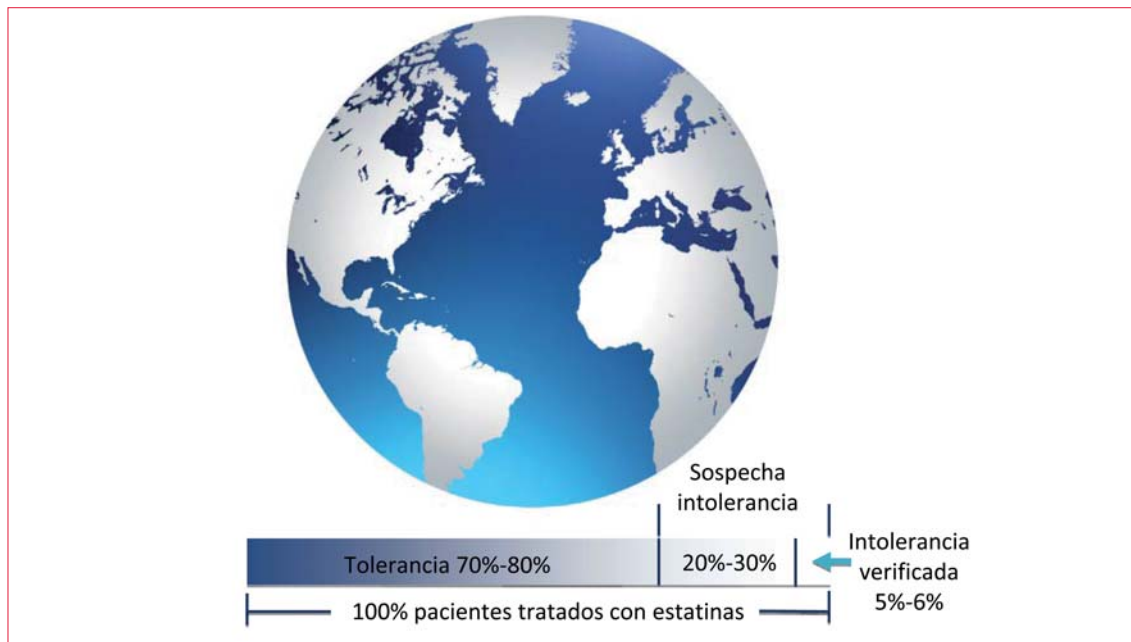 Sospecha
intolerancia
Tolerancia 70%-80%
20%-30%
Intolerancia
verificada
5%-6%
100% pacientes tratados con estatinas